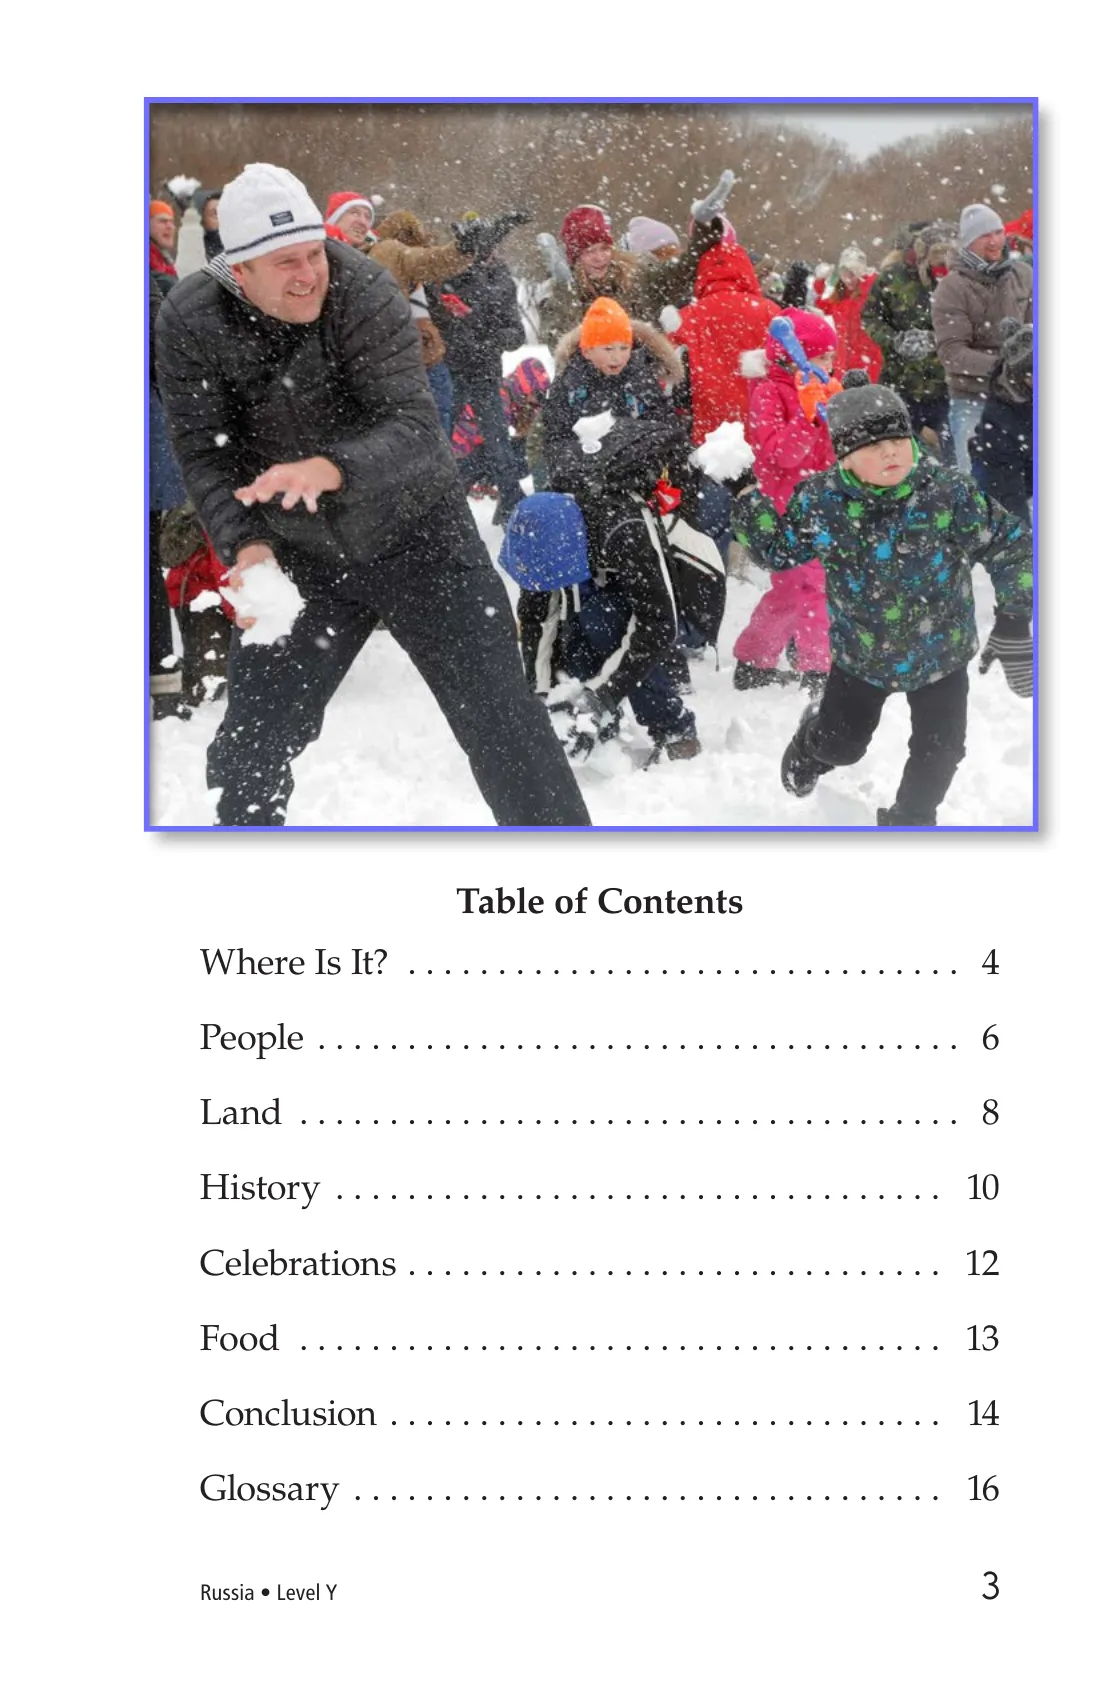 Table of Contents
Where Is It? . . . . . . . . . . . . . . . . . . . . . . . . . . . . . . . 4
People . . . . . . . . . . . . . . . . . . . . . . . . . . . . . . . . . . . . 6
Land . . . . . . . . . . . . . . . . . . . . . . . . . . . . . . . . . . . . . 8
History . . . . . . . . . . . . . . . . . . . . . . . . . . . . . . . . . . 10
Celebrations . . . . . . . . . . . . . . . . . . . . . . . . . . . . . . 12
Food . . . . . . . . . . . . . . . . . . . . . . . . . . . . . . . . . . . . 13
Conclusion . . . . . . . . . . . . . . . . . . . . . . . . . . . . . . . 14
Glossary . . . . . . . . . . . . . . . . . . . . . . . . . . . . . . . . . 16
Russia • Level Y 3